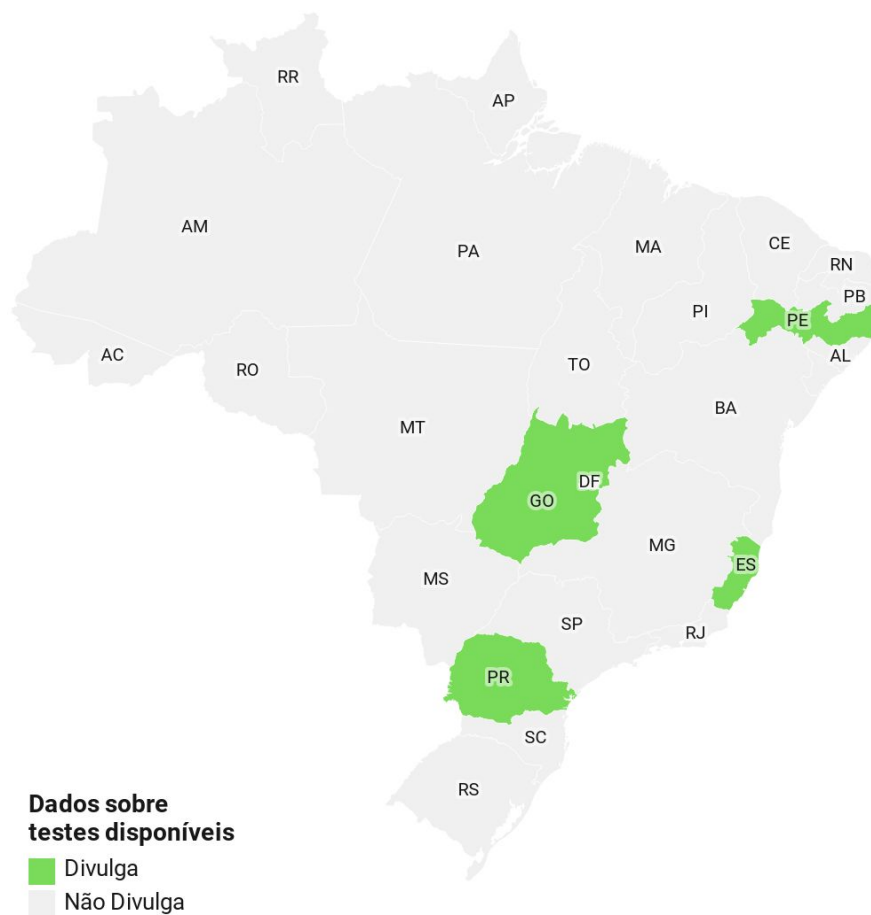 RR
AP
AM
PA
MA
CE
RN
PB
PI
PE
AL
AC
RO
TO
BA
MT
DF
GO
MG
ES
MS
SP
RJ
PR
SC
RS
Dados sobre
testes disponíveis
Divulga
Não Divulga